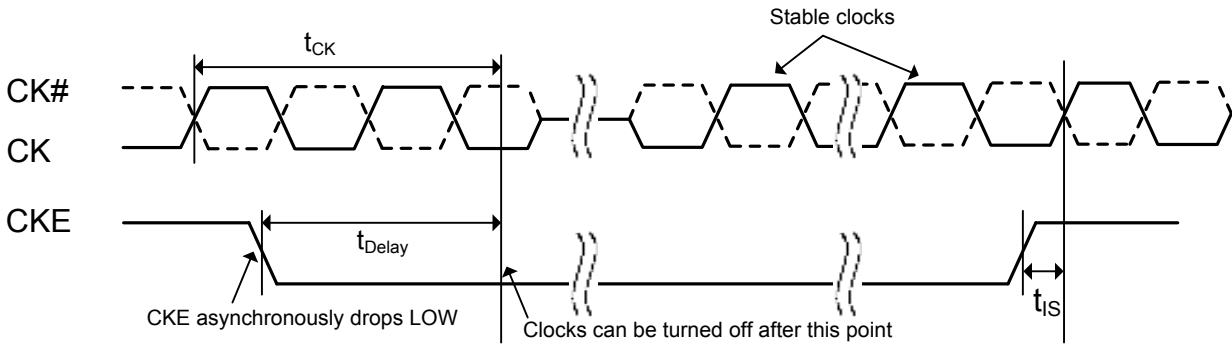 Stable clocks
tCK
CK#
CK
CKE
tDelay
tIS
CKE asynchronously drops LOW
Clocks can be turned off after this point